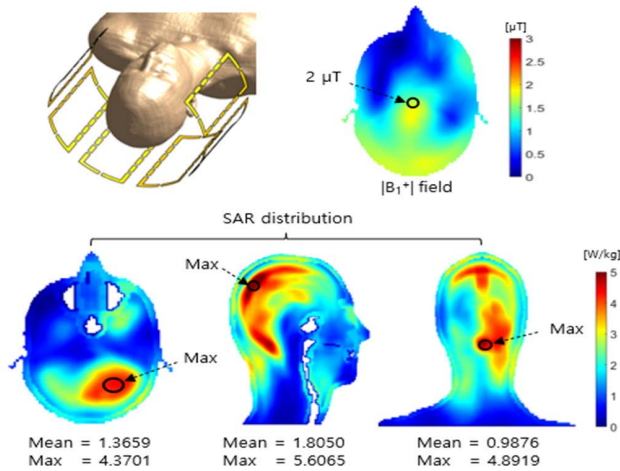 [μT]
3
2.5
2
1.5
1
0.5
0
2 μT
|B₁⁺| field
SAR distribution
[W/kg]
5
4
3
2
1
0
Max
Max
Max
Mean = 1.3659
Max = 4.3701
Mean = 1.8050
Max = 5.6065
Mean = 0.9876
Max = 4.8919